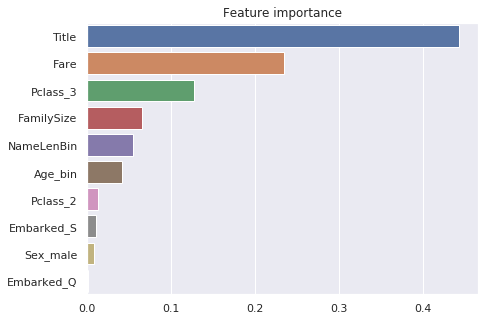 Feature importance
Title
Fare
Pclass_3
FamilySize
NameLenBin
Age_bin
Pclass_2
Embarked_S
Sex_male
Embarked_Q
0.0 0.1 0.2 0.3 0.4